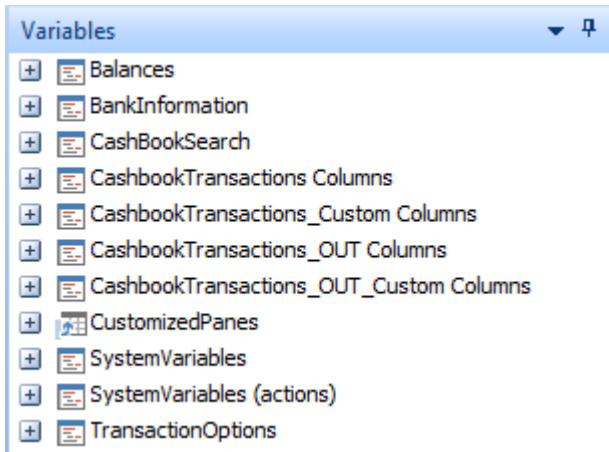 Variables
Balances
BankInformation
CashBookSearch
CashbookTransactions Columns
CashbookTransactions_Custom Columns
CashbookTransactions_OUT Columns
CashbookTransactions_OUT_Custom Columns
CustomizedPanes
SystemVariables
SystemVariables (actions)
TransactionOptions